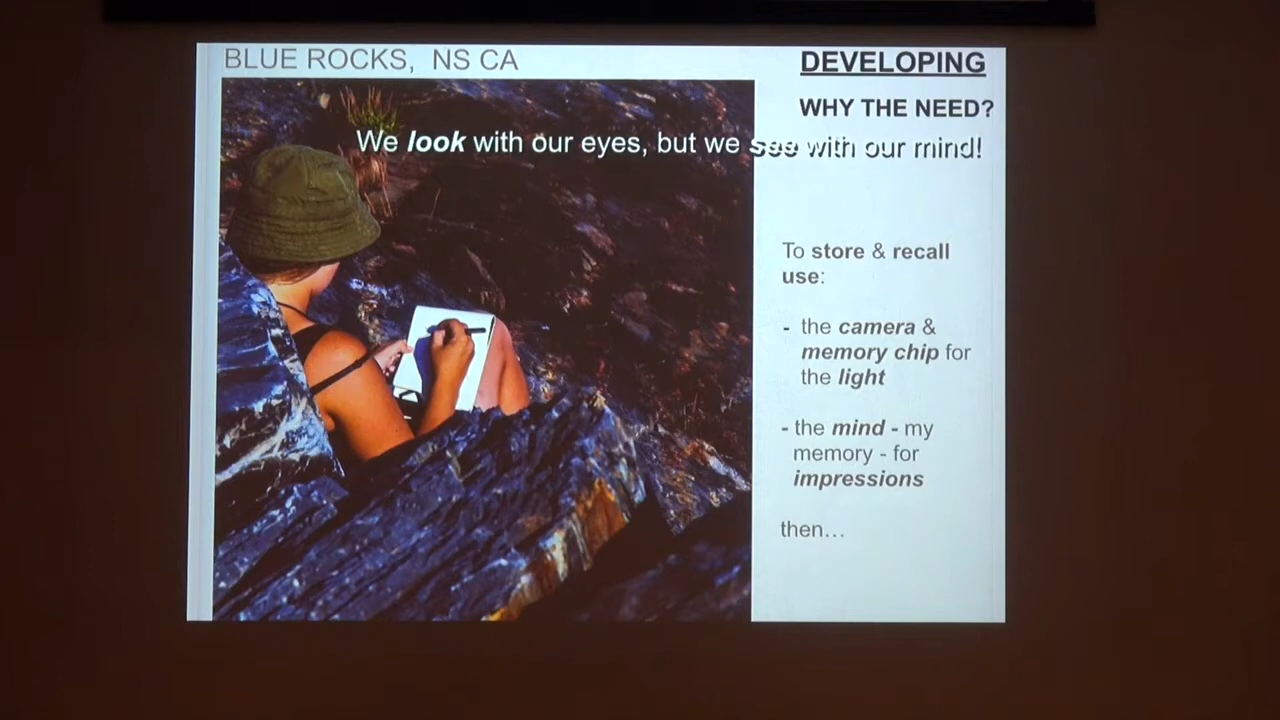 BLUE ROCKS, NS CA
DEVELOPING
WHY THE NEED?
We look with our eyes, but we see with our mind!
To store & recall
use:
- the camera &
memory chip for
the light
- the mind - my
memory - for
impressions
then…